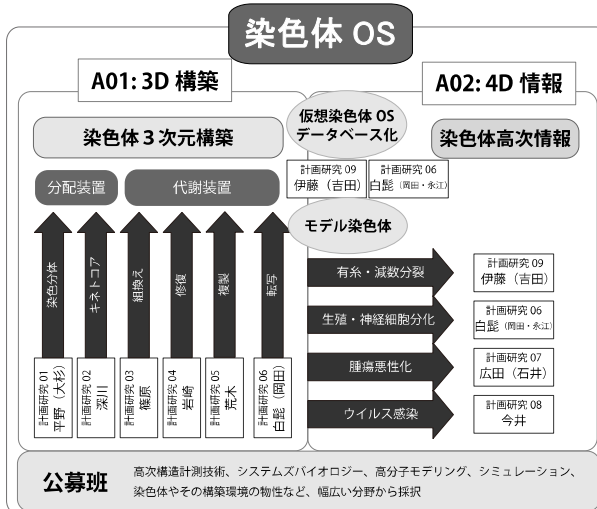 染色体 OS
A01: 3D 構築
A02: 4D 情報
染色体３次元構築
仮想染色体 OS
データベース化
染色体高次情報
計画研究 09
伊藤（吉田）
計画研究 06
白髭（岡田・永江）
分配装置
代謝装置
モデル染色体
染色分体
キネトコア
組換え
修復
複製
転写
計画研究 01
平野（大杉）
計画研究 02
深川
計画研究 03
篠原
計画研究 04
岩崎
計画研究 05
荒木
計画研究 06
白髭（岡田）
有糸・減数分裂
計画研究 09
伊藤（吉田）
生殖・神経細胞分化
計画研究 06
白髭（岡田・永江）
腫瘍悪性化
計画研究 07
広田（石井）
ウイルス感染
計画研究 08
今井
公募班
高次構造計測技術、システムズバイオロジー、高分子モデリング、シミュレーション、
染色体やその構築環境の物性など、幅広い分野から採択